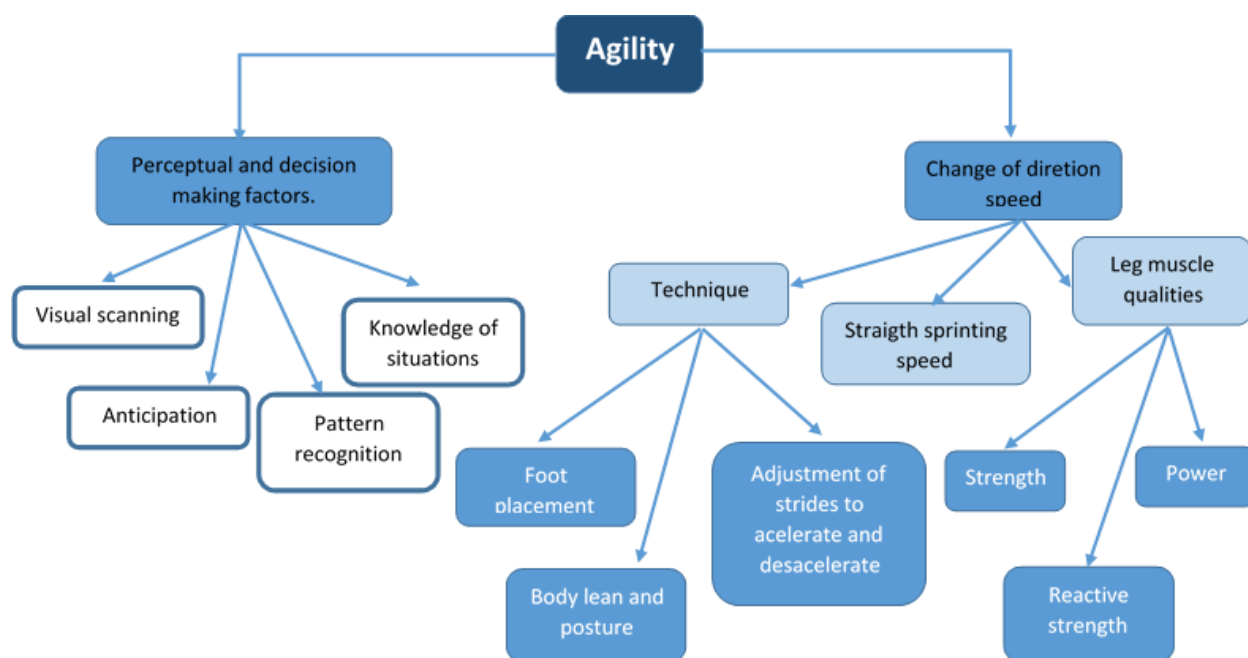 Agility
Perceptual and decision
making factors.
Change of diretion
speed
Visual scanning
Anticipation
Pattern
recognition
Knowledge of
situations
Technique
Straigth sprinting
speed
Leg muscle
qualities
Foot
placement
Body lean and
posture
Adjustment of
strides to
acelerate and
desacelerate
Strength
Reactive
strength
Power